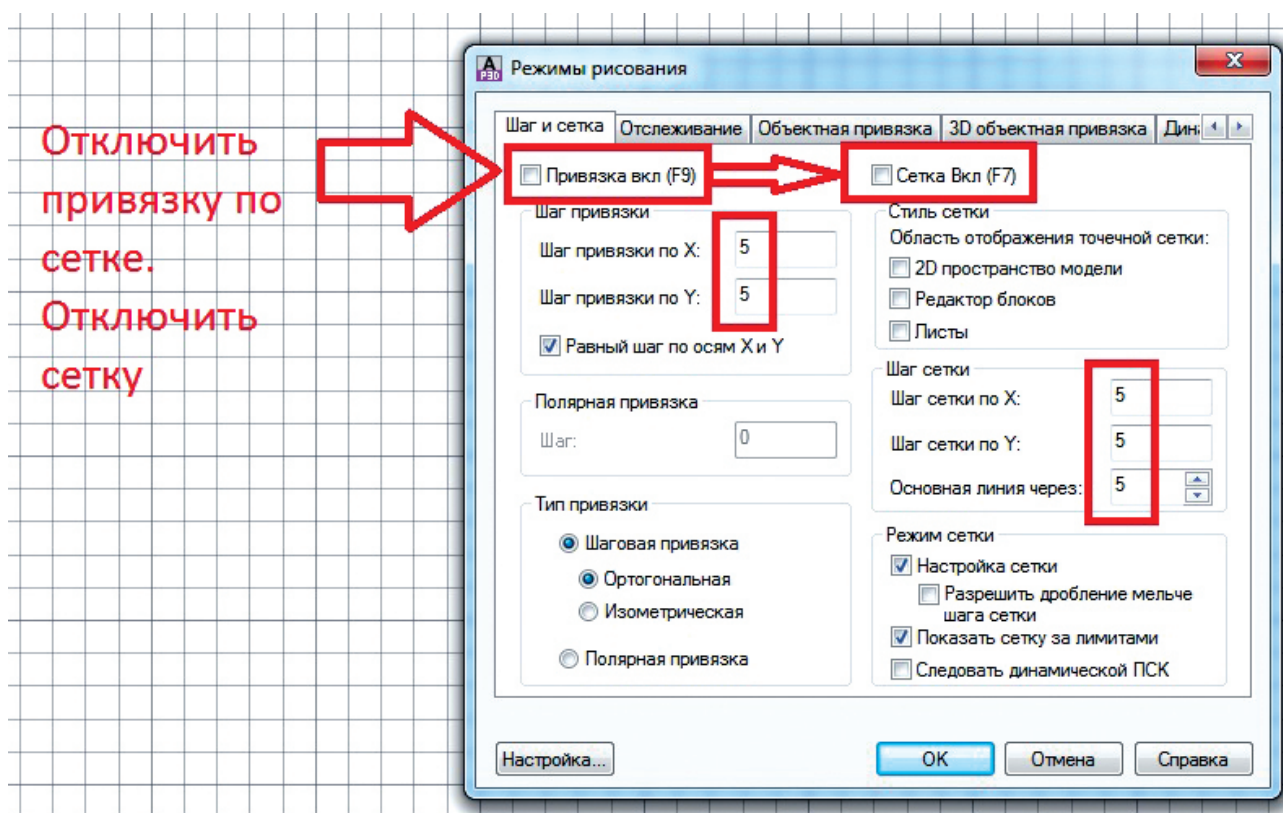 Отключить
привязку по
сетке.
Отключить
сетку
A
P3D
Режимы рисования
X
Шаг и сетка
Отслеживание
Объектная привязка
3D объектная привязка
Дин
Привязка вкл (F9)
Шаг привязки
Шаг привязки по X:
5
Шаг привязки по Y:
5
Равный шаг по осям X и Y
Полярная привязка
Шаг:
0
Тип привязки
Шаговая привязка
Ортогональная
Изометрическая
Полярная привязка
Сетка Вкл (F7)
Стиль сетки
Область отображения точечной сетки:
2D пространство модели
Редактор блоков
Листы
Шаг сетки
Шаг сетки по X:
5
Шаг сетки по Y:
5
Основная линия через:
5
Режим сетки
Настройка сетки
Разрешить дробление мельче
шага сетки
Показать сетку за лимитами
Следовать динамической ПСК
Настройка...
OK
Отмена
Справка